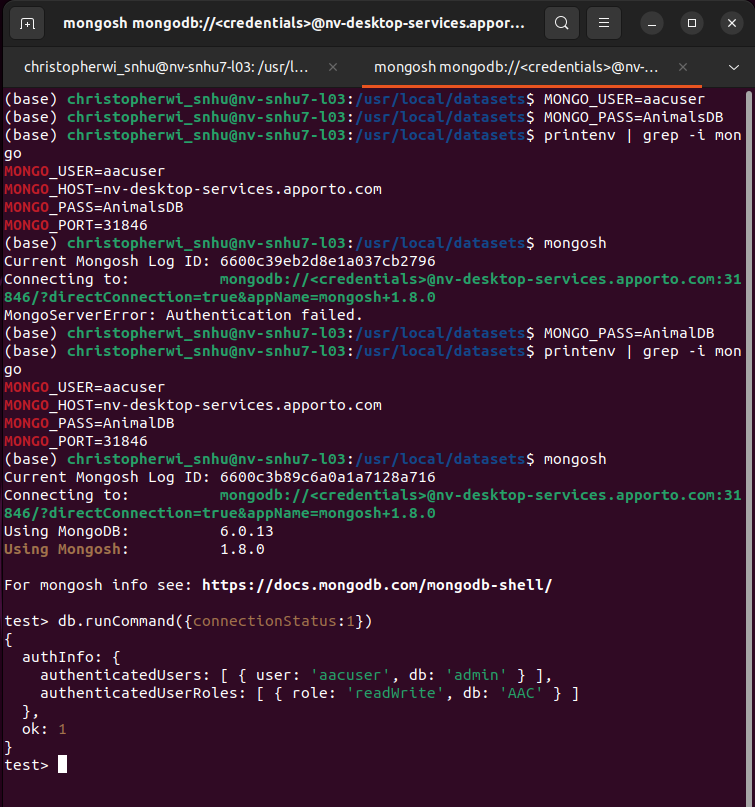 mongosh mongodb://<credentials>@nv-desktop-services.appor...
christopherwi_snhu@nv-snhu7-l03: /usr/l... × mongosh mongodb://<credentials>@nv-... ×
(base) christopherwi_snhu@nv-snhu7-l03:/usr/local/datasets$ MONGO_USER=aacuser
(base) christopherwi_snhu@nv-snhu7-l03:/usr/local/datasets$ MONGO_PASS=AnimalsDB
(base) christopherwi_snhu@nv-snhu7-l03:/usr/local/datasets$ printenv | grep -i mon
go
MONGO_USER=aacuser
MONGO_HOST=nv-desktop-services.apporto.com
MONGO_PASS=AnimalsDB
MONGO_PORT=31846
(base) christopherwi_snhu@nv-snhu7-l03:/usr/local/datasets$ mongosh
Current Mongosh Log ID: 6600c39eb2d8e1a037cb2796
Connecting to:          mongodb://<credentials>@nv-desktop-services.apporto.com:31
846/?directConnection=true&appName=mongosh+1.8.0
MongoServerError: Authentication failed.
(base) christopherwi_snhu@nv-snhu7-l03:/usr/local/datasets$ MONGO_PASS=AnimalDB
(base) christopherwi_snhu@nv-snhu7-l03:/usr/local/datasets$ printenv | grep -i mon
go
MONGO_USER=aacuser
MONGO_HOST=nv-desktop-services.apporto.com
MONGO_PASS=AnimalDB
MONGO_PORT=31846
(base) christopherwi_snhu@nv-snhu7-l03:/usr/local/datasets$ mongosh
Current Mongosh Log ID: 6600c3b89c6a0a1a7128a716
Connecting to:          mongodb://<credentials>@nv-desktop-services.apporto.com:31
846/?directConnection=true&appName=mongosh+1.8.0
Using MongoDB:          6.0.13
Using Mongosh:          1.8.0
For mongosh info see: https://docs.mongodb.com/mongodb-shell/
test> db.runCommand({connectionStatus:1})
{
  authInfo: {
    authenticatedUsers: [ { user: 'aacuser', db: 'admin' } ],
    authenticatedUserRoles: [ { role: 'readWrite', db: 'AAC' } ]
  },
  ok: 1
}
test>